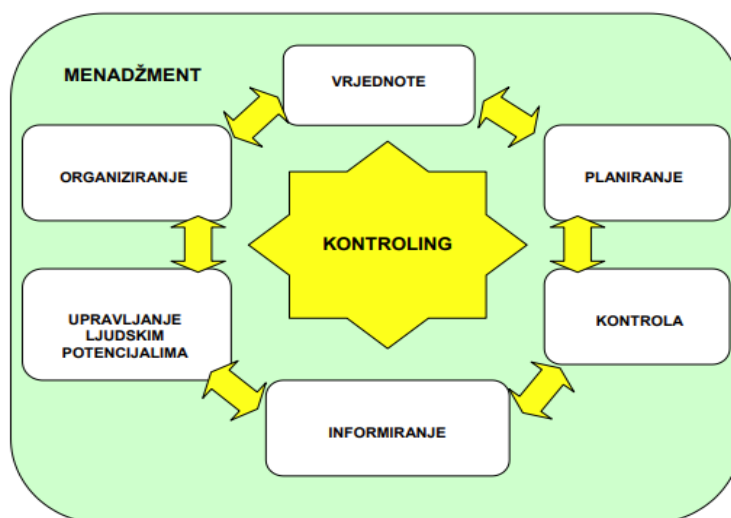 MENADŽMENT
VRJEDNOTE
ORGANIZIRANJE
PLANIRANJE
KONTROLING
UPRAVLJANJE
LJUDSKIM
POTENCIJALIMA
KONTROLA
INFORMIRANJE